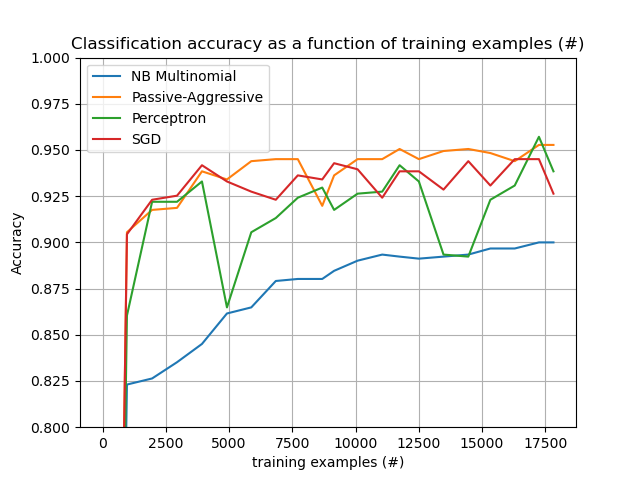 Classification accuracy as a function of training examples (#)
NB Multinomial
Passive-Aggressive
Perceptron
SGD
Accuracy
1.000
0.975
0.950
0.925
0.900
0.875
0.850
0.825
0.800
0 2500 5000 7500 10000 12500 15000 17500
training examples (#)